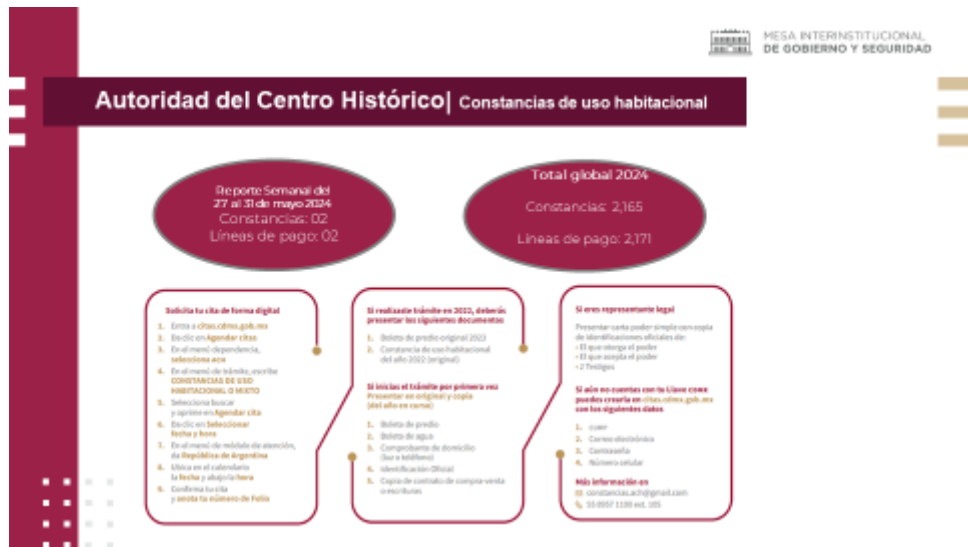 MESA INTERINSTITUCIONAL
DE GOBIERNO Y SEGURIDAD
Autoridad del Centro Histórico| Constancias de uso habitacional
Reporte Semanal del
27 al 31 de mayo 2024
Constancias: 02
Líneas de pago: 02
Total global 2024
Constancias: 2,165
Líneas de pago: 2,171
Solicita tu cita de forma digital
1. Entra a citas.cdmx.gob.mx
2. Da clic en Agendar citas
3. En el menú dependencia,
selecciona ACH
4. En el menú de trámite, escribe
CONSTANCIAS DE USO
HABITACIONAL O MIXTO
5. Selecciona buscar
y oprime en Agendar cita
6. Da clic en Seleccionar
fecha y hora
7. En el menú de módulo de atención,
da República de Argentina
8. Ubica en el calendario
la fecha y abajo la hora
9. Confirma tu cita
y anota tu número de Folio
Si realizaste trámite en 2022, deberás
presentar los siguientes documentos
1. Boleta de predio original 2023
2. Constancia de uso habitacional
del año 2022 (original)
Si inicias el trámite por primera vez
Presentar en original y copia
(del año en curso)
1. Boleta de predio
2. Boleta de agua
3. Comprobante de domicilio
(luz o teléfono)
4. Identificación Oficial
5. Copia de contrato de compra-venta
o escrituras
Si eres representante legal
Presentar carta poder simple con copia
de identificaciones oficiales de:
• El que otorga el poder
• El que acepta el poder
• 2 Testigos
Si aún no cuentas con tu Llave CDMX
puedes crearla en citas.cdmx.gob.mx
con los siguientes datos
1. CURP
2. Correo electrónico
3. Contraseña
4. Número celular
Más información en
constancias.ach@gmail.com
55 8957 1100 ext. 105